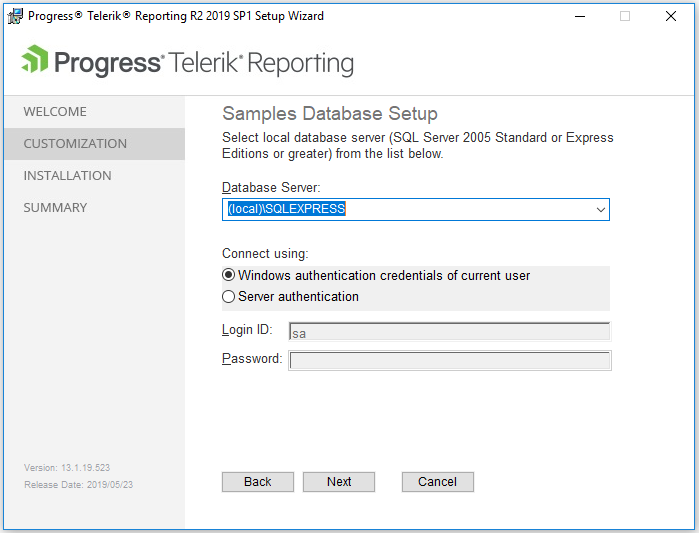 Progress® Telerik® Reporting R2 2019 SP1 Setup Wizard
Progress® Telerik® Reporting
WELCOME
CUSTOMIZATION
INSTALLATION
SUMMARY
Version: 13.1.19.523
Release Date: 2019/05/23
Samples Database Setup
Select local database server (SQL Server 2005 Standard or Express
Editions or greater) from the list below.
Database Server:
(local)\SQLEXPRESS
Connect using:
Windows authentication credentials of current user
Server authentication
Login ID:
sa
Password:
Back
Next
Cancel